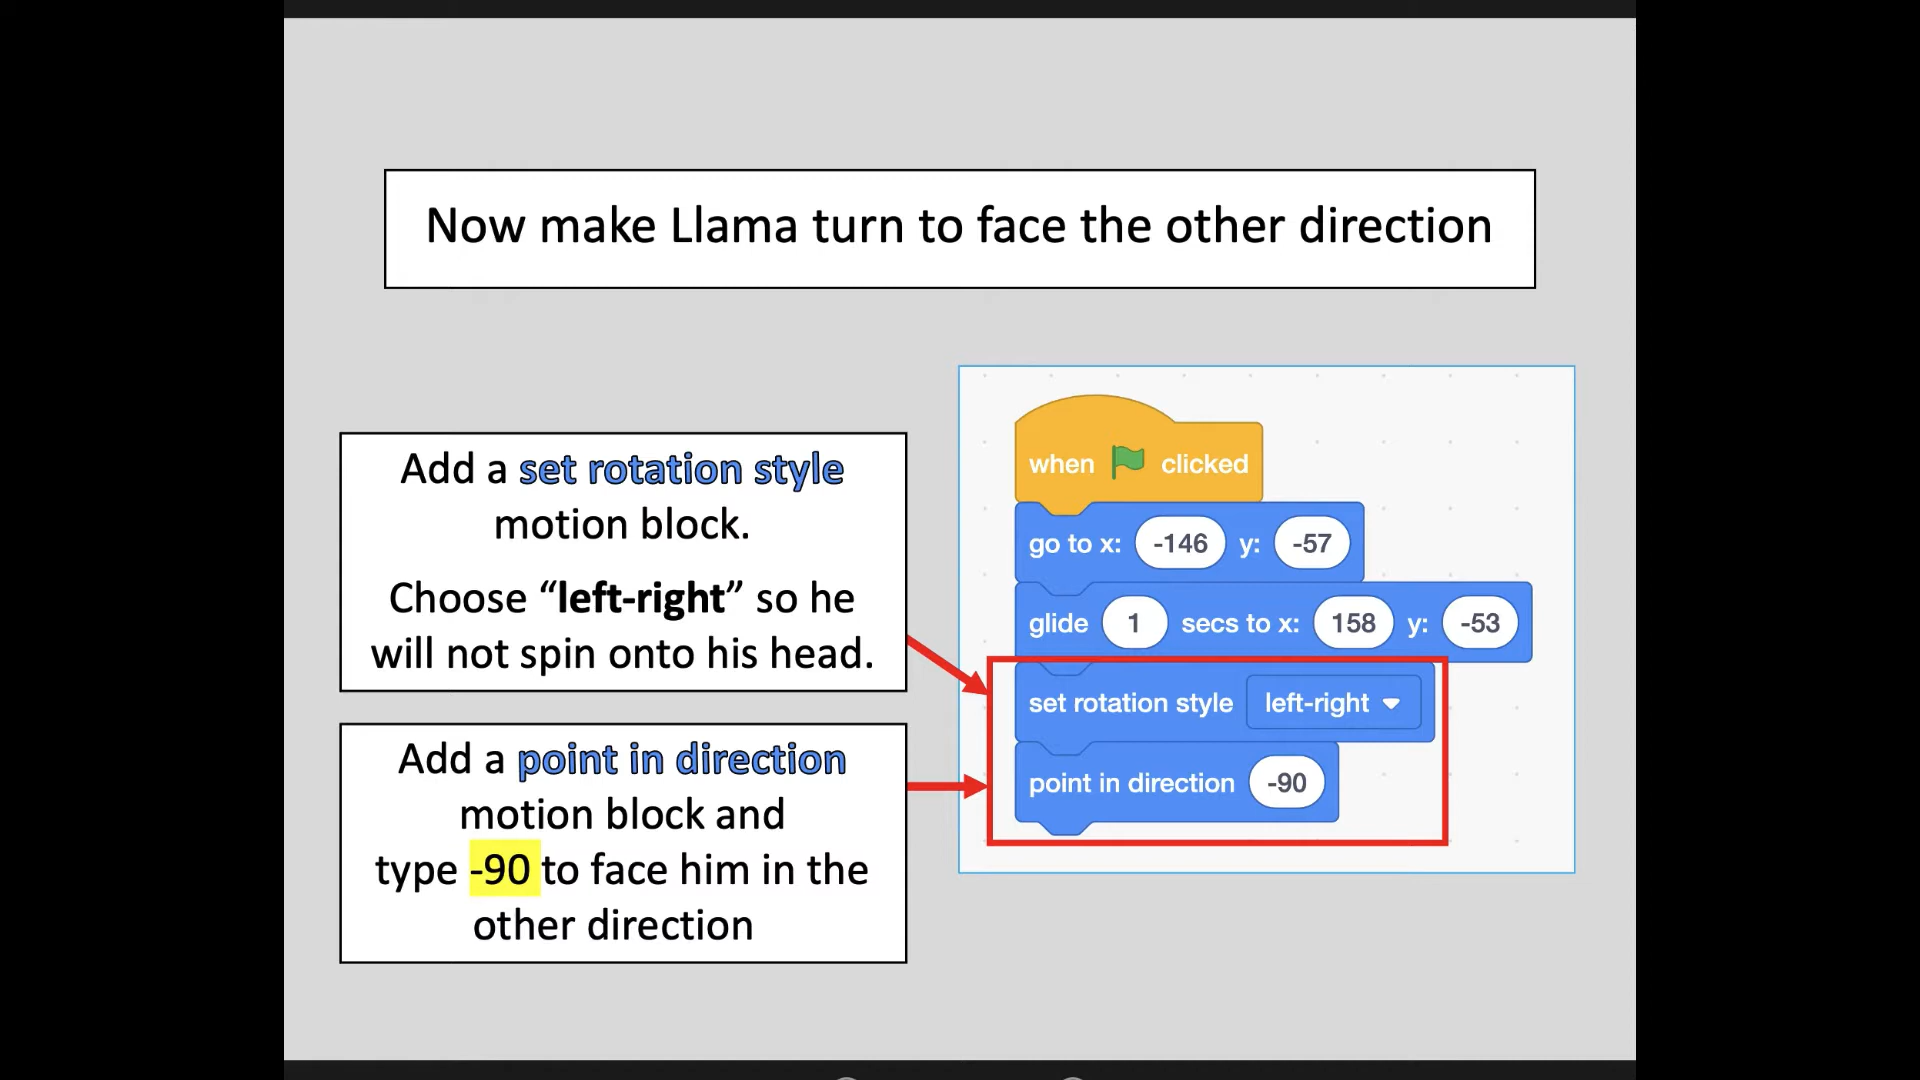 Now make Llama turn to face the other direction
Add a set rotation style
motion block.
Choose “left-right” so he
will not spin onto his head.
Add a point in direction
motion block and
type -90 to face him in the
other direction
when clicked
go to x: -146 y: -57
glide 1 secs to x: 158 y: -53
set rotation style left-right
point in direction -90